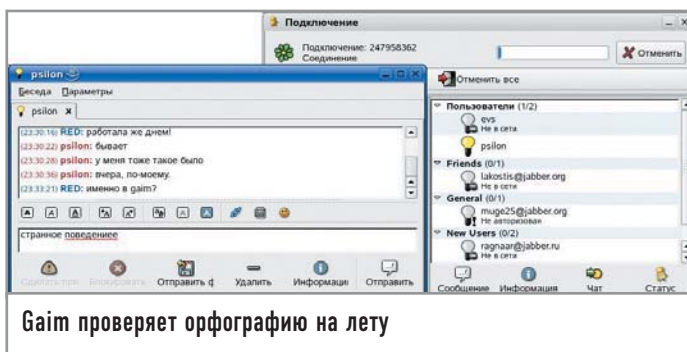 Подключение
Подключение: 247958362
Соединение
Отменить
Отменить все
psilon
Беседа Параметры
psilon
(23:30:16) RED: работала же днем!
(23:30:22) psilon: бывает
(23:30:28) psilon: у меня тоже такое было
(23:30:36) psilon: вчера, по-моему.
(23:33:21) RED: именно в gaim?
странное поведениее
Отправить ф Удалить Информаци Отправить
Пользователи (1/2)
evs
Не в сети
psilon
Friends (0/1)
lakostis@jabber.org
Не в сети
General (0/1)
muge25@jabber.org
Не авторизован
New Users (0/2)
ragnaar@jabber.ru
Не в сети
Сообщение Информация Чат Статус
Gaim проверяет орфографию на лету